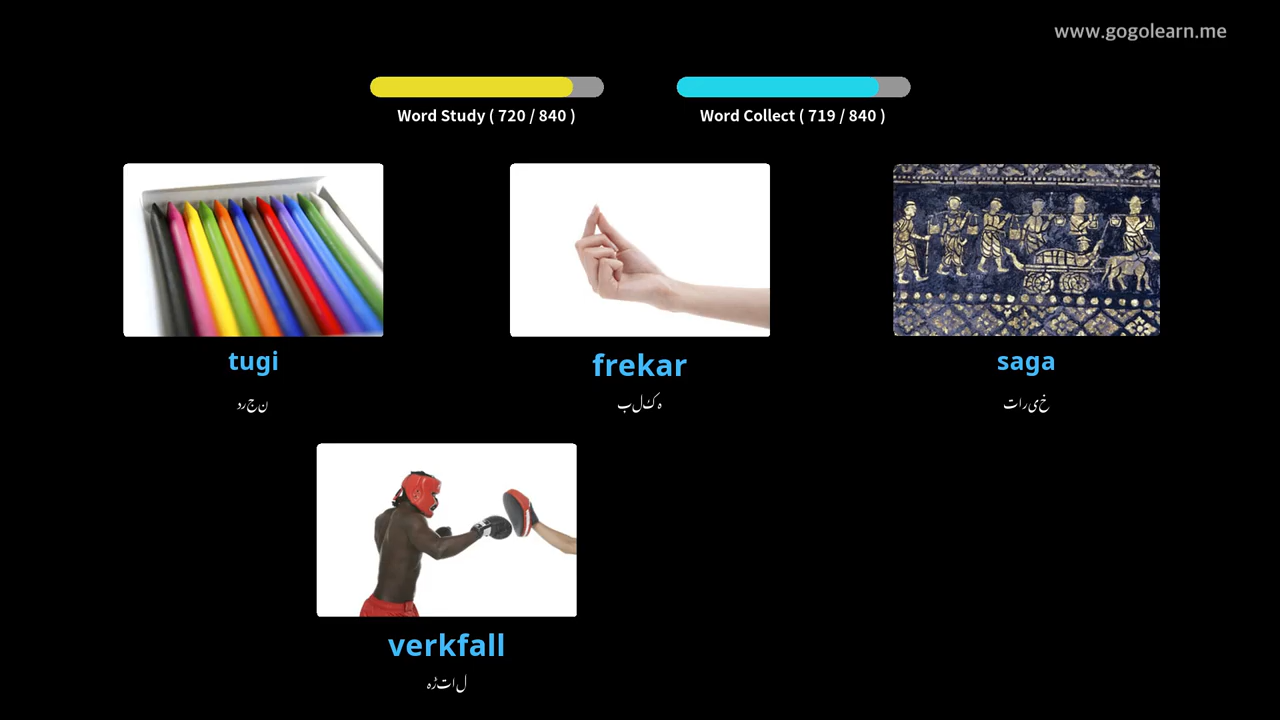 www.gogolearn.me
Word Study ( 720 / 840 )
Word Collect ( 719 / 840 )
tugi
frekar
saga
نجرد
ہکلب
خیرات
verkfall
لاتڑہ